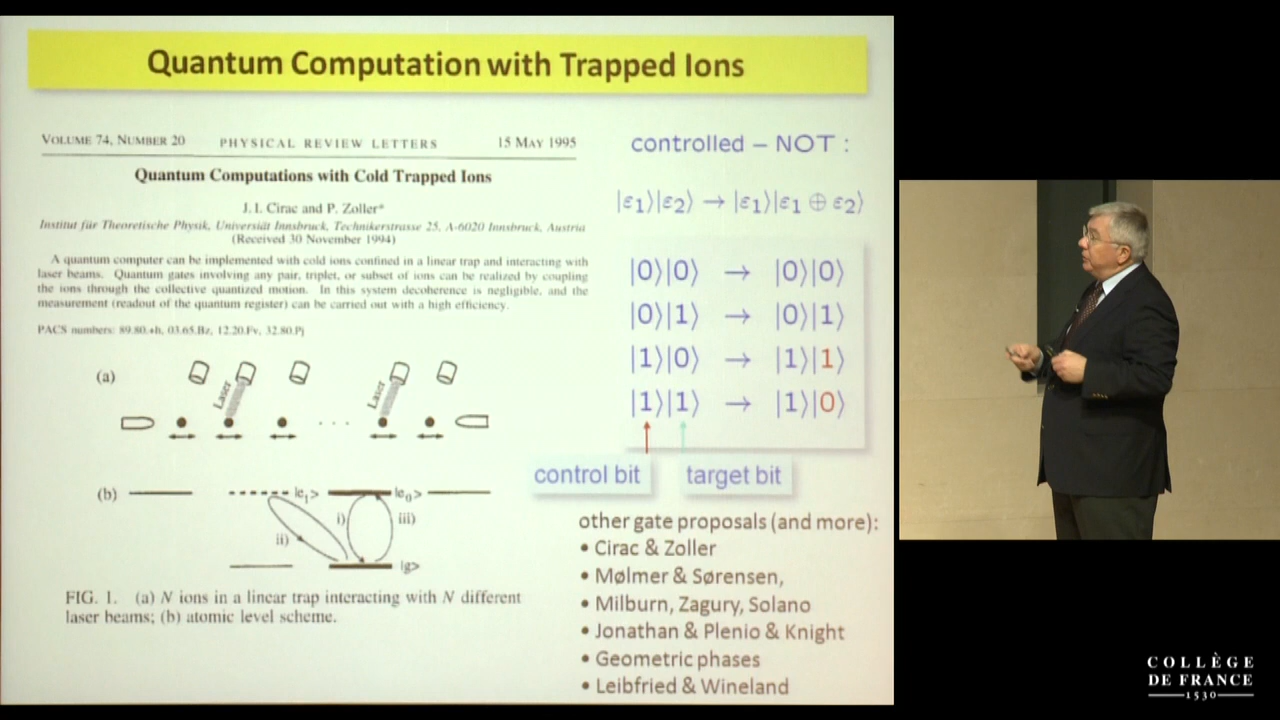 Quantum Computation with Trapped Ions
VOLUME 74, NUMBER 20 PHYSICAL REVIEW LETTERS 15 MAY 1995
Quantum Computations with Cold Trapped Ions
J. I. Cirac and P. Zoller*
Institut für Theoretische Physik, Universität Innsbruck, Technikerstrasse 25, A-6020 Innsbruck, Austria
(Received 30 November 1994)
A quantum computer can be implemented with cold ions confined in a linear trap and interacting with
laser beams. Quantum gates involving any pair, triplet, or subset of ions can be realized by coupling
the ions through the collective quantized motion. In this system decoherence is negligible, and the
measurement (readout of the quantum register) can be carried out with a high efficiency.
PACS numbers: 89.80.+h, 03.65.Bz, 12.20.Fv, 32.80.Pj
(a)
Laser
Laser
· · ·
(b)
|e₁>
|e₀>
i)
iii)
ii)
|g>
FIG. 1. (a) N ions in a linear trap interacting with N different
laser beams; (b) atomic level scheme.
controlled – NOT :
|ε₁⟩|ε₂⟩ → |ε₁⟩|ε₁ ⊕ ε₂⟩
|0⟩|0⟩ → |0⟩|0⟩
|0⟩|1⟩ → |0⟩|1⟩
|1⟩|0⟩ → |1⟩|1⟩
|1⟩|1⟩ → |1⟩|0⟩
control bit target bit
other gate proposals (and more):
• Cirac & Zoller
• Mølmer & Sørensen,
• Milburn, Zagury, Solano
• Jonathan & Plenio & Knight
• Geometric phases
• Leibfried & Wineland
COLLÈGE
DE FRANCE
1530